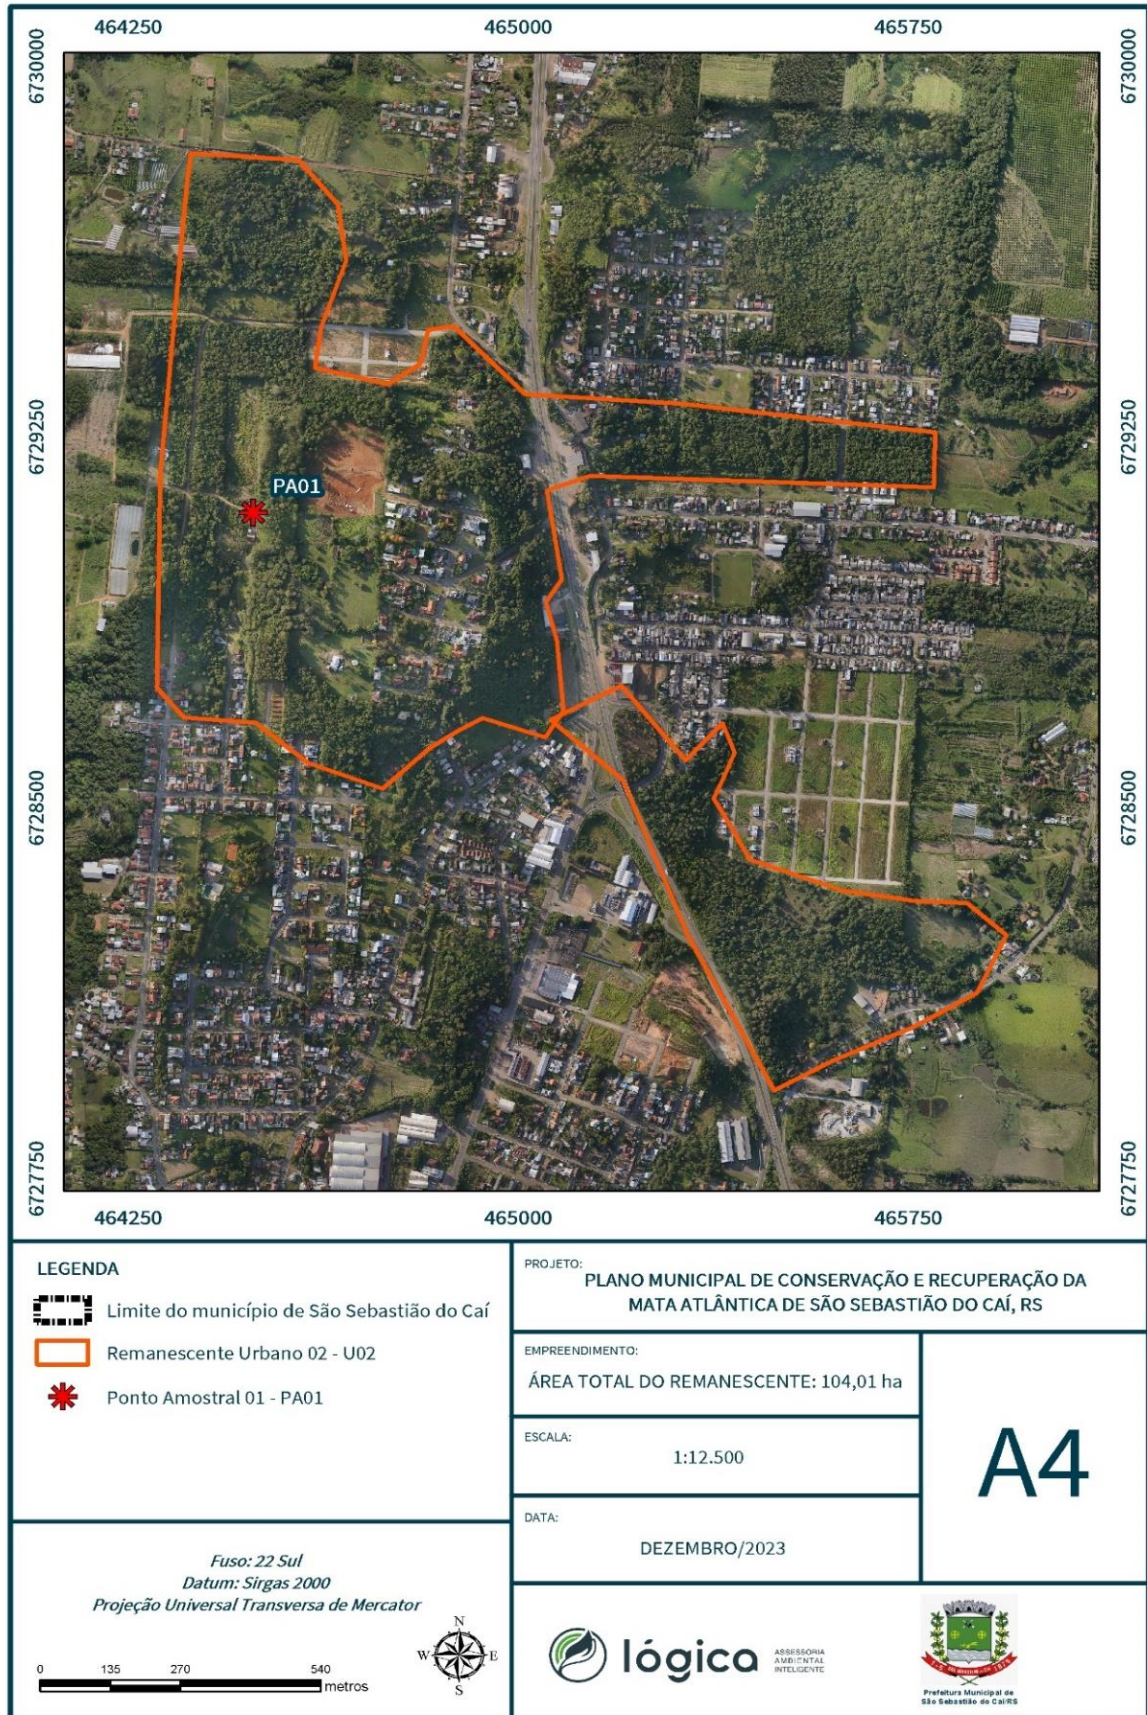 464250 465000 465750
6730000 6730000
6729250 6729250
PA01
6728500 6728500
6727750 6727750
464250 465000 465750
LEGENDA
Limite do município de São Sebastião do Caí
Remanescente Urbano 02 - U02
Ponto Amostral 01 - PA01
PROJETO:
PLANO MUNICIPAL DE CONSERVAÇÃO E RECUPERAÇÃO DA
MATA ATLÂNTICA DE SÃO SEBASTIÃO DO CAÍ, RS
EMPREENDIMENTO:
ÁREA TOTAL DO REMANESCENTE: 104,01 ha
ESCALA:
1:12.500
DATA:
DEZEMBRO/2023
A4
Fuso: 22 Sul
Datum: Sirgas 2000
Projeção Universal Transversa de Mercator
N
W E
S
0 135 270 540
metros
lógica
ASSESSORIA
AMBIENTAL
INTELIGENTE
Prefeitura Municipal de
São Sebastião do Caí/RS